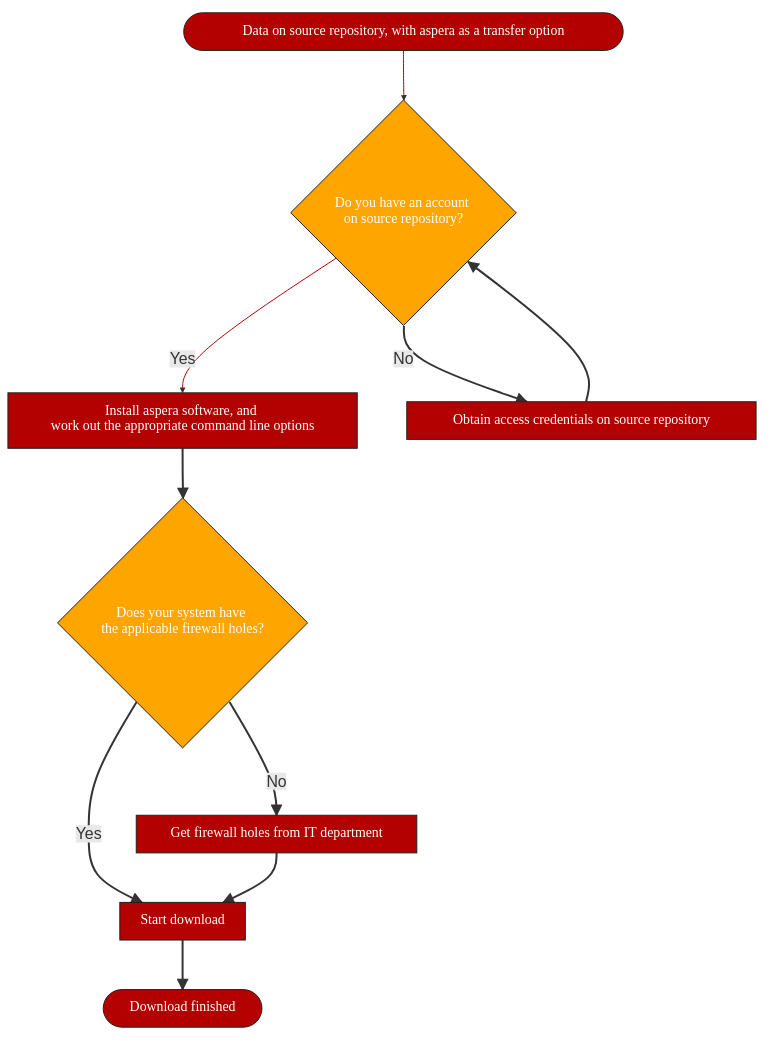 Data on source repository, with aspera as a transfer option
Do you have an account
on source repository?
Yes
No
Install aspera software, and
work out the appropriate command line options
Obtain access credentials on source repository
Does your system have
the applicable firewall holes?
No
Yes
Get firewall holes from IT department
Start download
Download finished